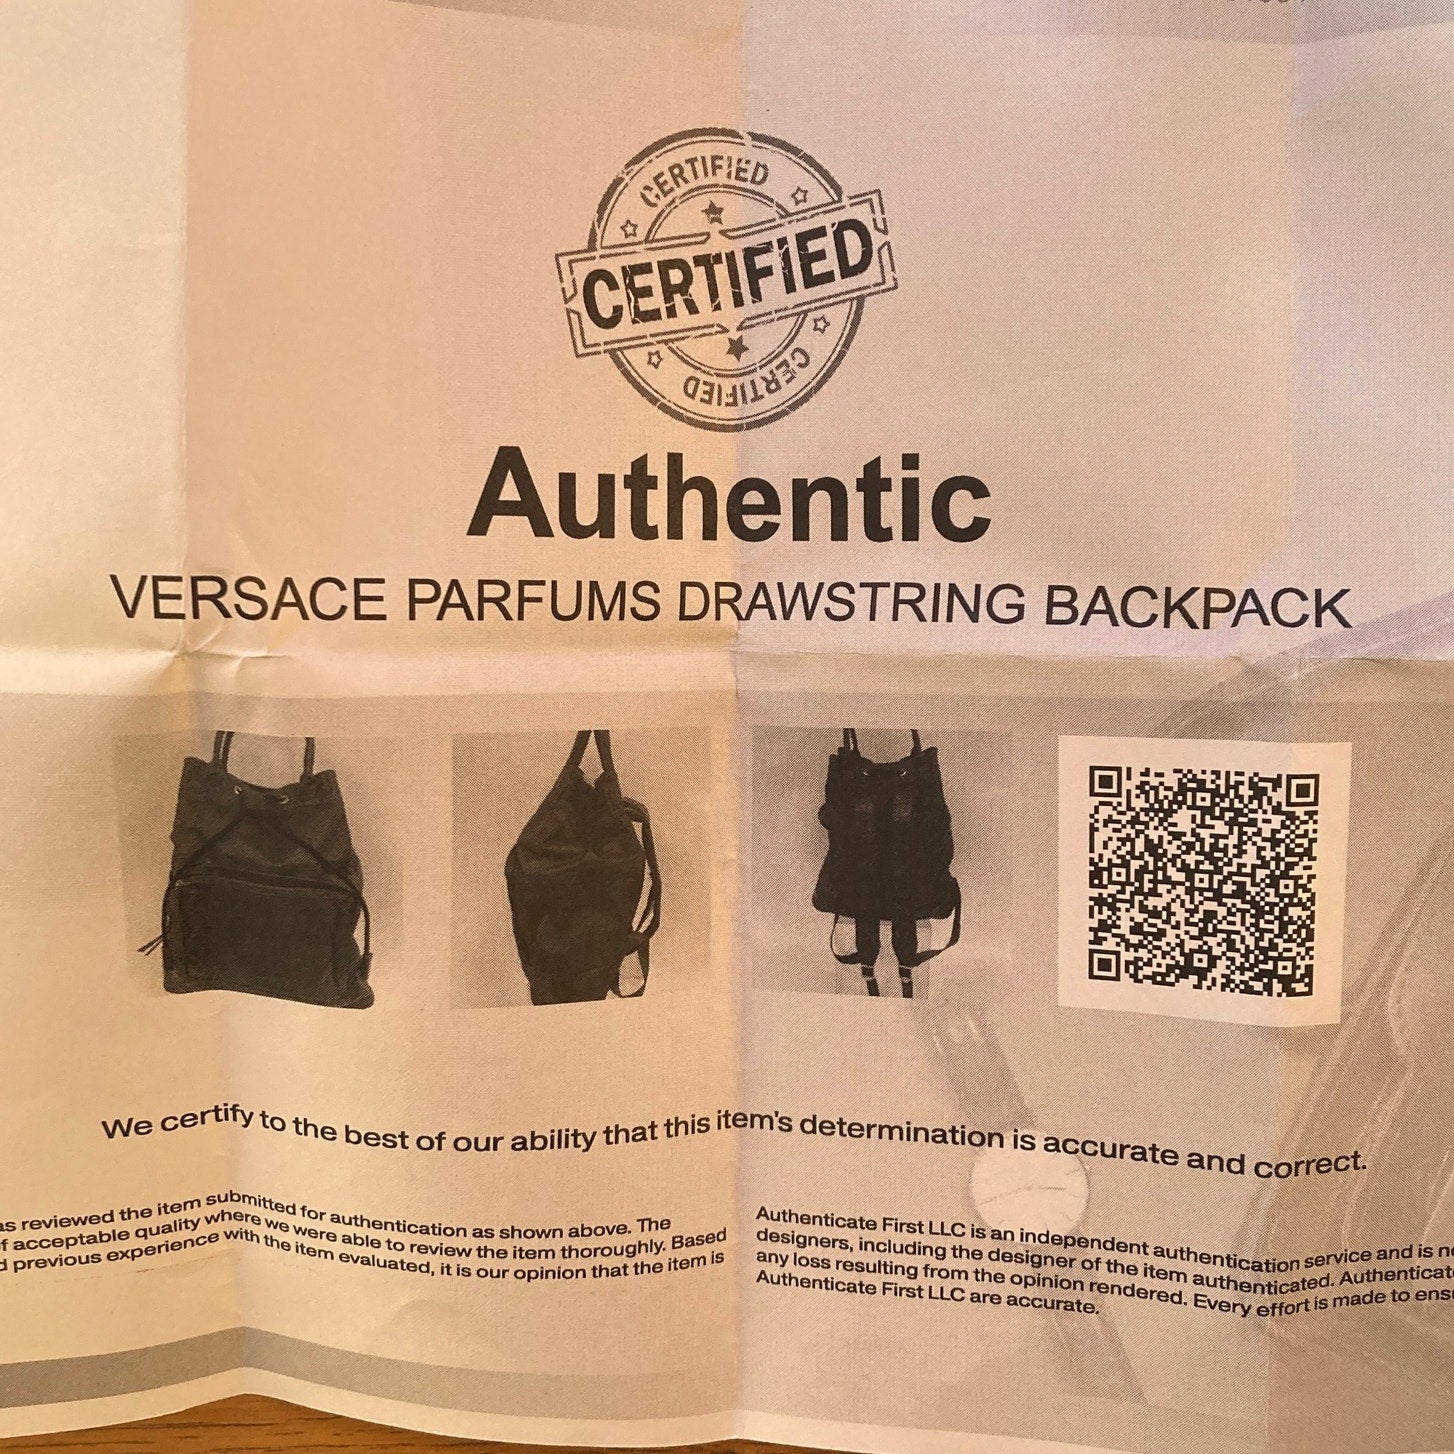 CERTIFIED
CERTIFIED
CERTIFIED
Authentic
VERSACE PARFUMS DRAWSTRING BACKPACK
We certify to the best of our ability that this item's determination is accurate and correct.
reviewed the item submitted for authentication as shown above. The
acceptable quality where we were able to review the item thoroughly. Based
previous experience with the item evaluated, it is our opinion that the item is
Authenticate First LLC is an independent authentication service and is
designers, including the designer of the item authenticated.
any loss resulting from the opinion rendered. Every effort is made to
Authenticate First LLC are accurate.